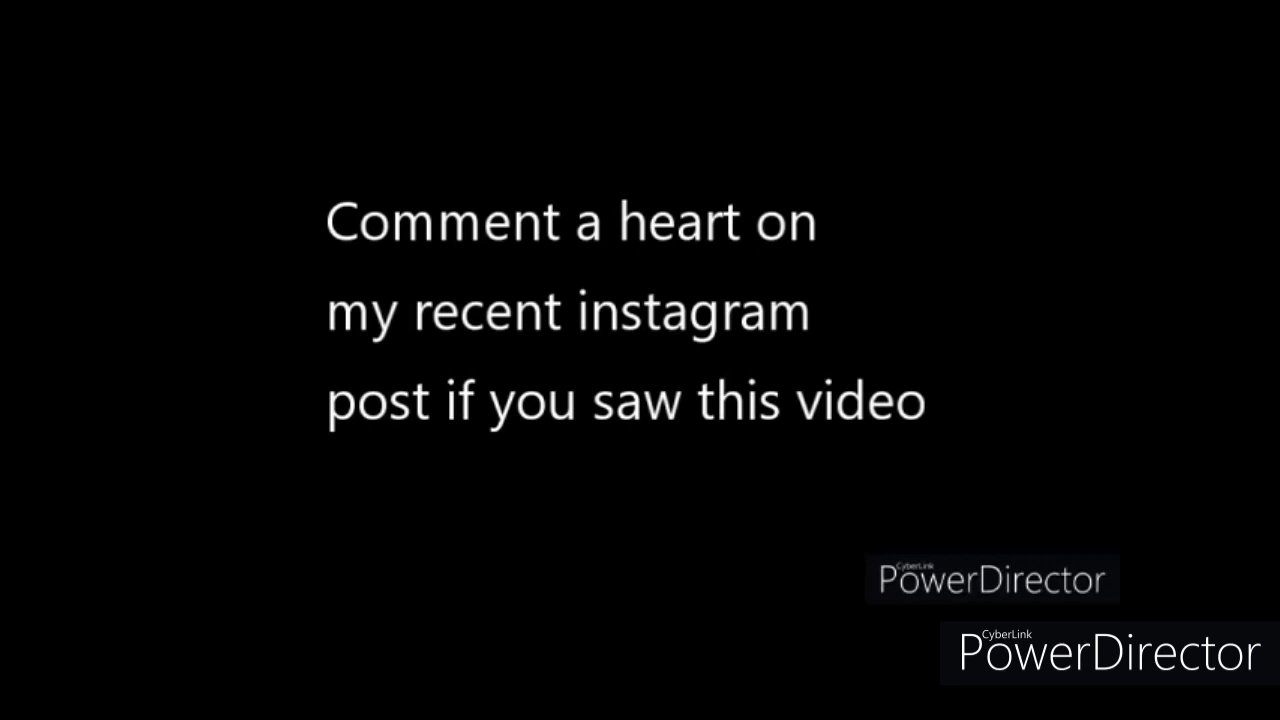 Comment a heart on
my recent instagram
post if you saw this video
CyberLink
PowerDirector
CyberLink
PowerDirector